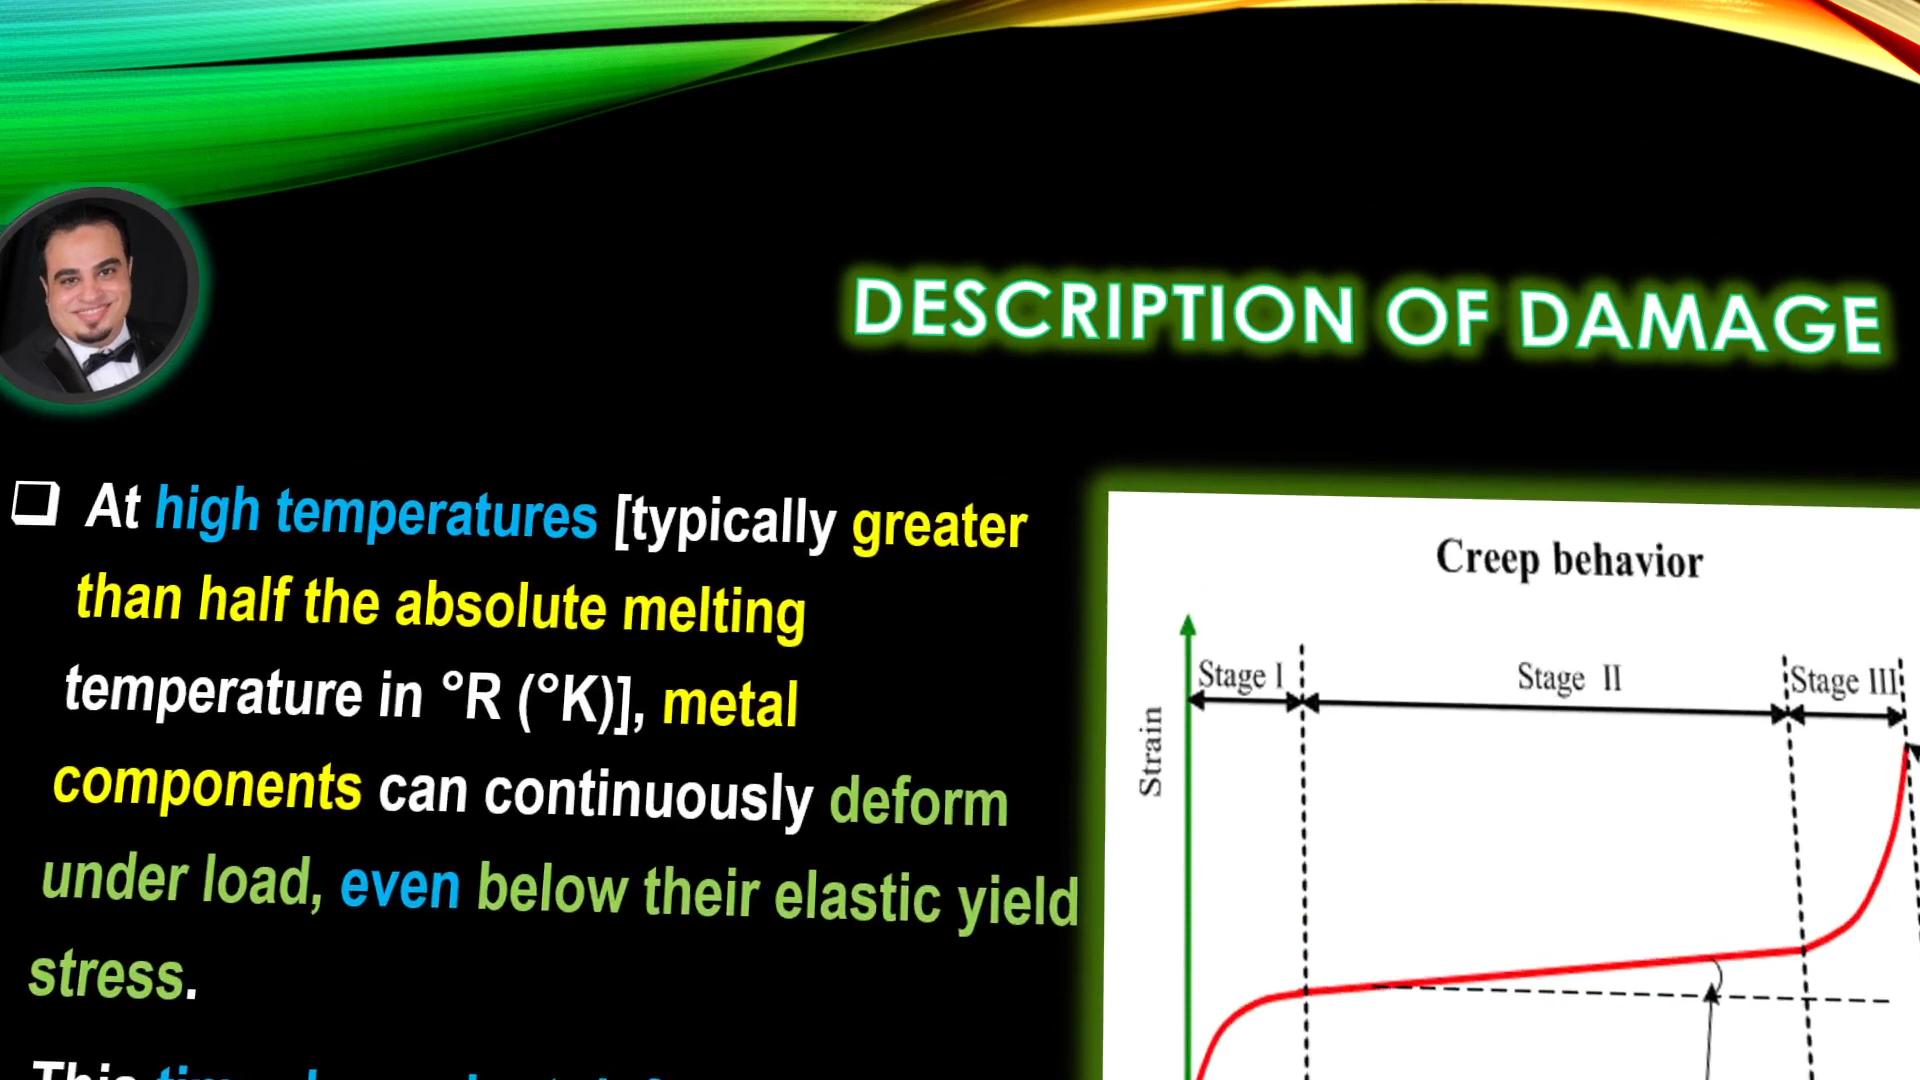 DESCRIPTION OF DAMAGE
❑ At high temperatures [typically greater
than half the absolute melting
temperature in °R (°K)], metal
components can continuously deform
under load, even below their elastic yield
stress.
This
Creep behavior
Stage I
Stage II
Stage III
Strain